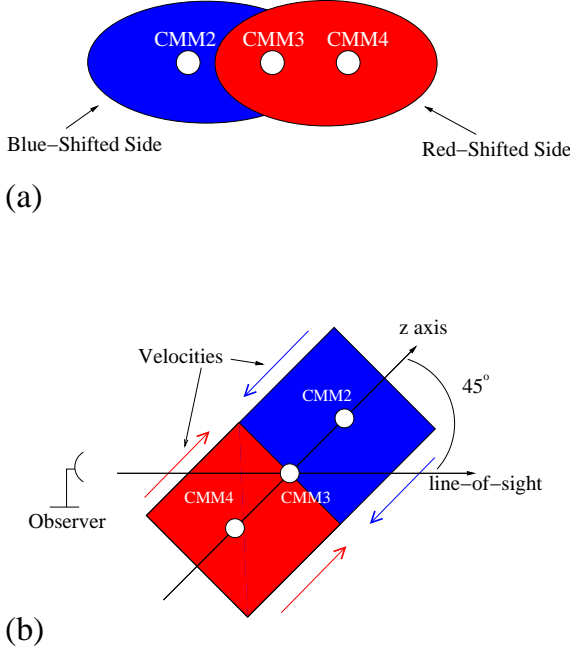 CMM2 CMM3 CMM4
Blue−Shifted Side
Red−Shifted Side
(a)
z axis
Velocities
45°
CMM2
line−of−sight
CMM4 CMM3
Observer
(b)